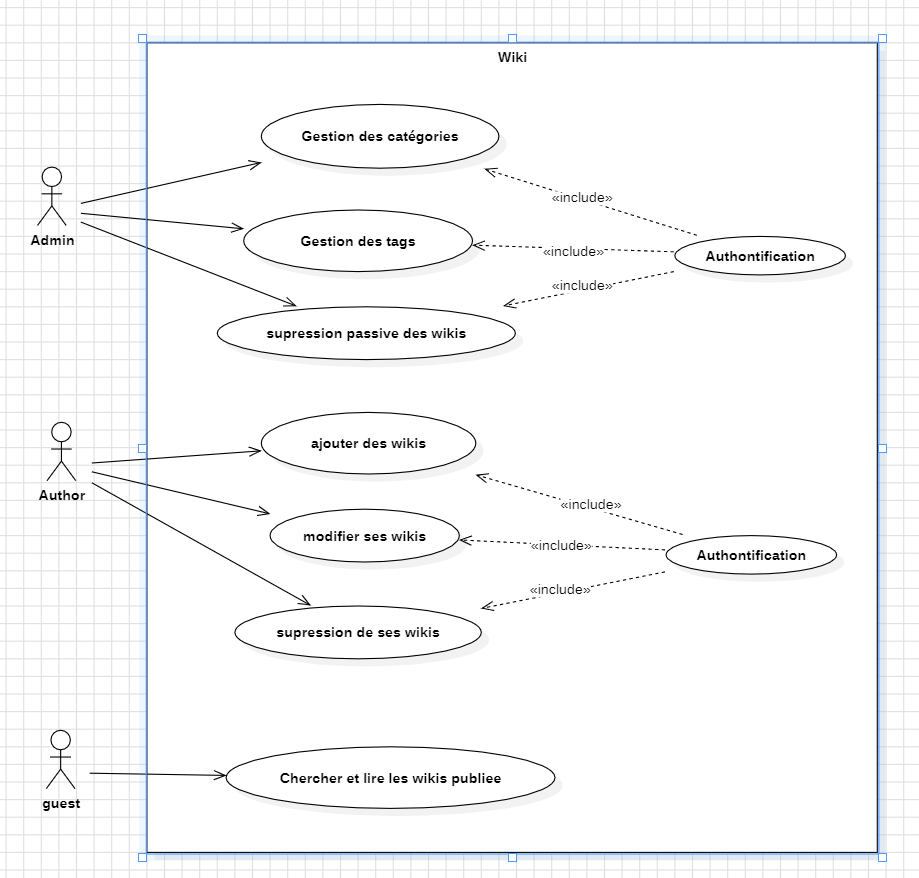 Wiki
Gestion des catégories
«include»
Admin
Gestion des tags
«include»
Authontification
«include»
supression passive des wikis
ajouter des wikis
Author
«include»
modifier ses wikis
«include»
Authontification
«include»
supression de ses wikis
Chercher et lire les wikis publiee
guest